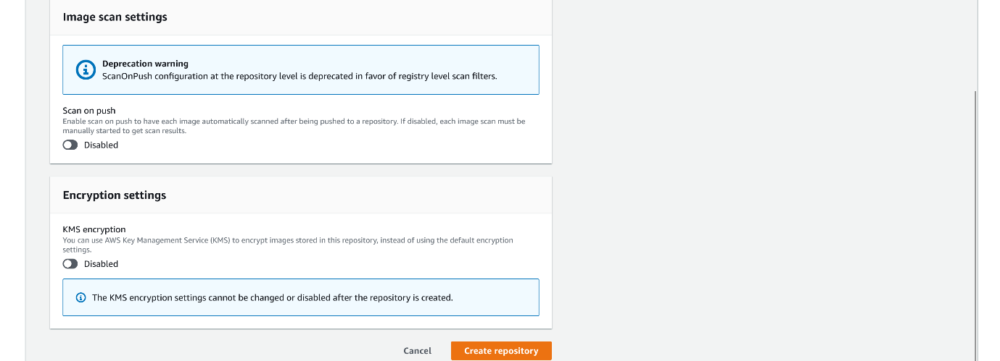 Image scan settings
Deprecation warning
ScanOnPush configuration at the repository level is deprecated in favor of registry level scan filters.
Scan on push
Enable scan on push to have each image automatically scanned after being pushed to a repository. If disabled, each image scan must be
manually started to get scan results.
Disabled
Encryption settings
KMS encryption
You can use AWS Key Management Service (KMS) to encrypt images stored in this repository, instead of using the default encryption
settings.
Disabled
The KMS encryption settings cannot be changed or disabled after the repository is created.
Cancel
Create repository